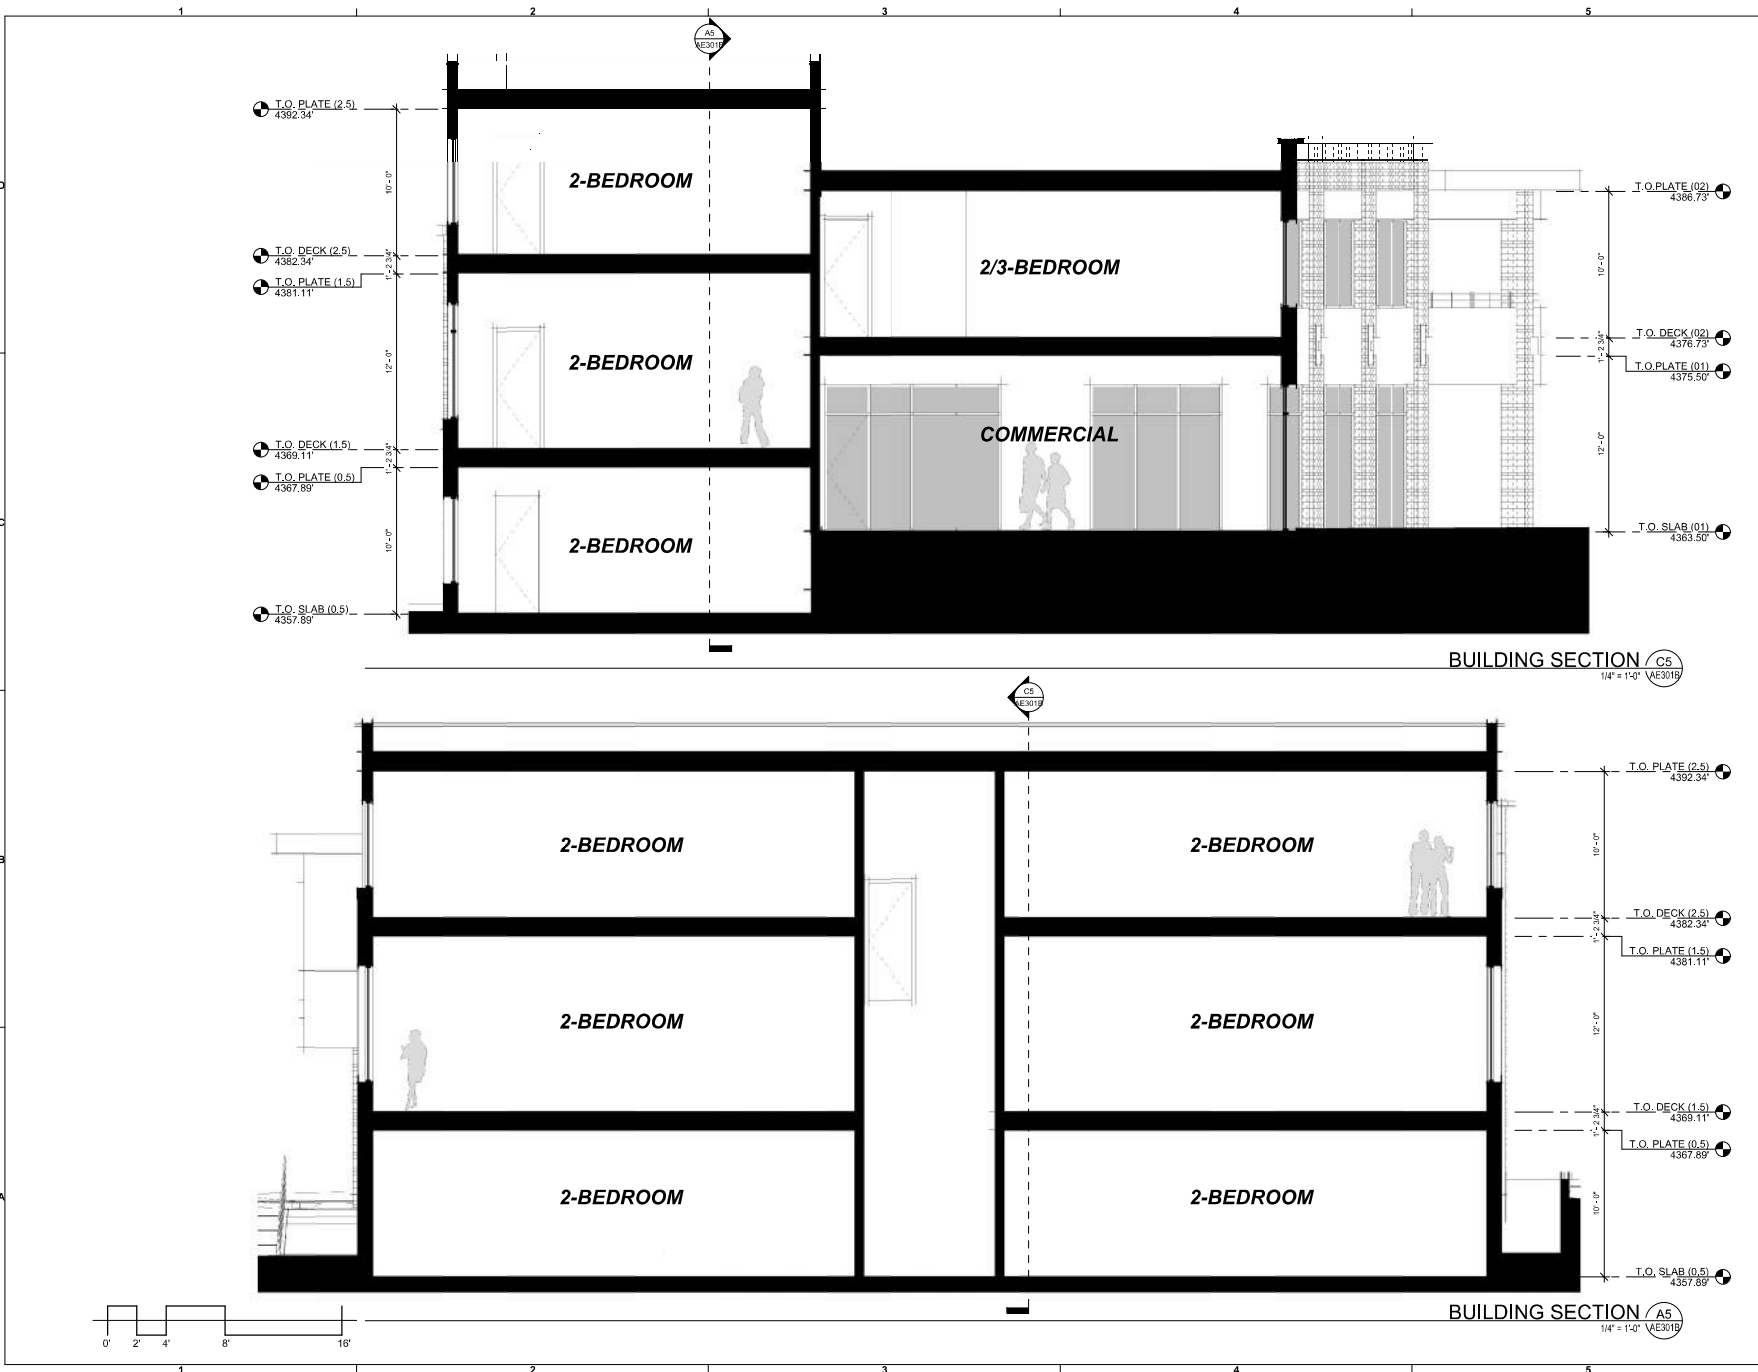 1 2 3 4 5
A5
AE301B
T.O. PLATE (2.5)
4392.34'
10' - 0"
2-BEDROOM
T.O.PLATE (02)
4386.73'
T.O. DECK (2.5)
4382.34'
1' - 2 3/4"
T.O. PLATE (1.5)
4381.11'
2/3-BEDROOM
10' - 0"
T.O. DECK (02)
4376.73'
1' - 2 3/4"
T.O.PLATE (01)
4375.50'
12' - 0"
2-BEDROOM
COMMERCIAL
12' - 0"
T.O. DECK (1.5)
4369.11'
1' - 2 3/4"
T.O. PLATE (0.5)
4367.89'
10' - 0"
2-BEDROOM
T.O. SLAB (01)
4363.50'
T.O. SLAB (0.5)
4357.89'
BUILDING SECTION
1/4" = 1'-0"
C5
AE301B
C5
AE301B
T.O. PLATE (2.5)
4392.34'
2-BEDROOM 2-BEDROOM
10' - 0"
T.O. DECK (2.5)
4382.34'
1' - 2 3/4"
T.O. PLATE (1.5)
4381.11'
2-BEDROOM 2-BEDROOM
12' - 0"
T.O. DECK (1.5)
4369.11'
1' - 2 3/4"
T.O. PLATE (0.5)
4367.89'
2-BEDROOM 2-BEDROOM
10' - 0"
T.O. SLAB (0.5)
4357.89'
BUILDING SECTION
1/4" = 1'-0"
A5
AE301B
0' 2' 4' 8' 16'
1 2 3 4 5